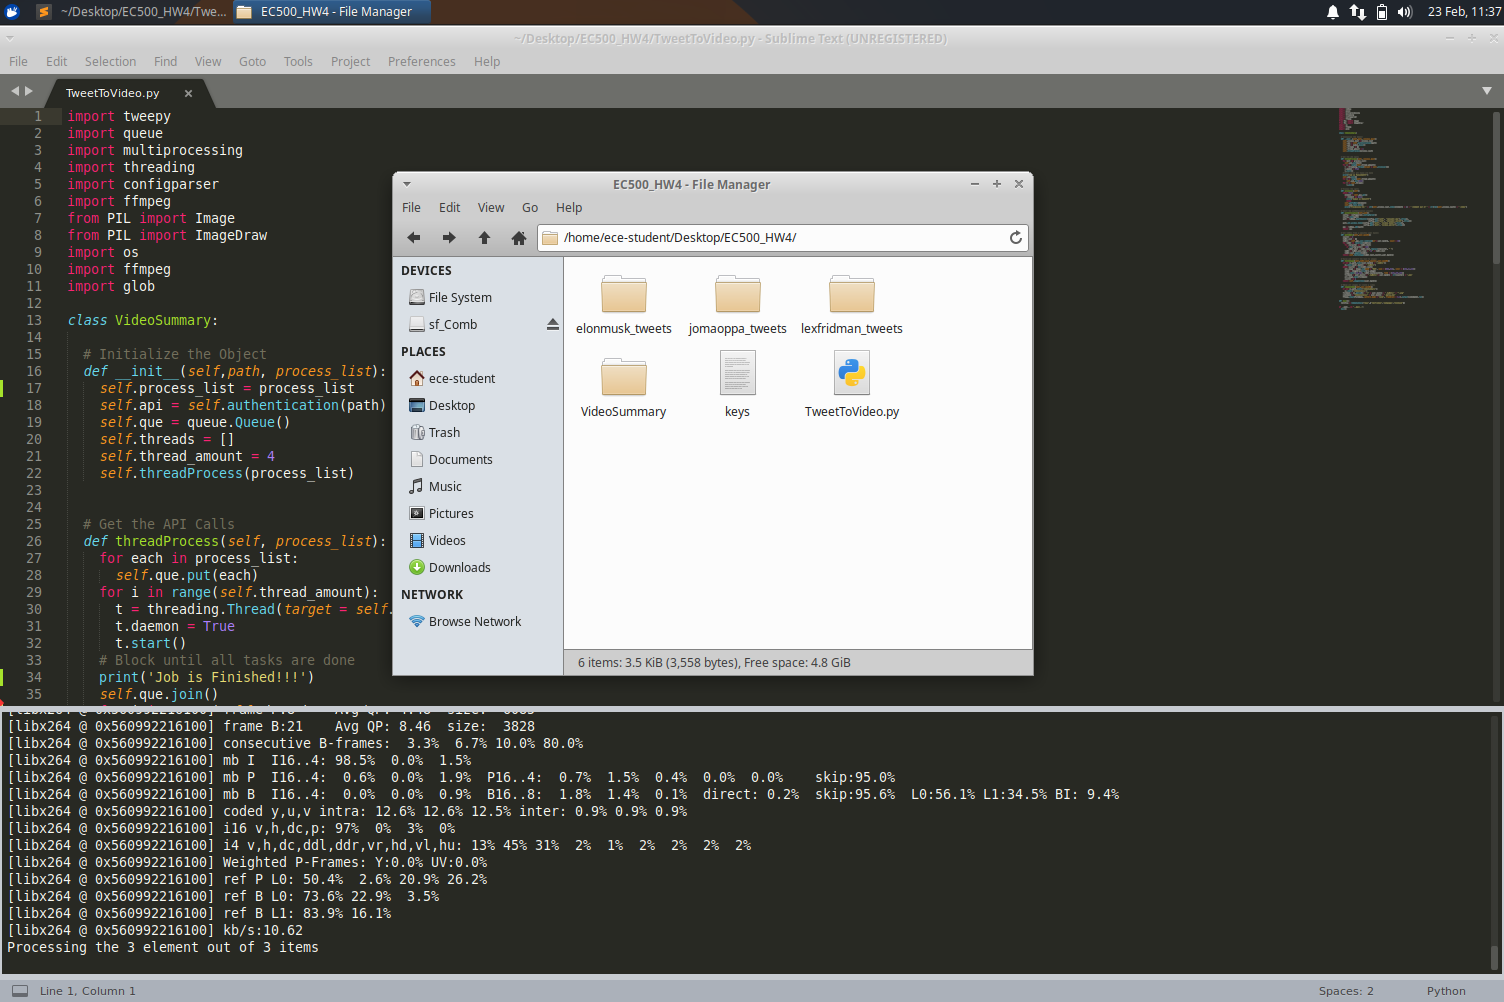 ~/Desktop/EC500_HW4/Twe...
EC500_HW4 - File Manager
23 Feb, 11:37
~/Desktop/EC500_HW4/TweetToVideo.py - Sublime Text (UNREGISTERED)
File Edit Selection Find View Goto Tools Project Preferences Help
TweetToVideo.py
1 import tweepy
2 import queue
3 import multiprocessing
4 import threading
5 import configparser
6 import ffmpeg
7 from PIL import Image
8 from PIL import ImageDraw
9 import os
10 import ffmpeg
11 import glob
12
13 class VideoSummary:
14
15 # Initialize the Object
16 def __init__(self,path, process_list):
17 self.process_list = process_list
18 self.api = self.authentication(path)
19 self.que = queue.Queue()
20 self.threads = []
21 self.thread_amount = 4
22 self.threadProcess(process_list)
23
24
25 # Get the API Calls
26 def threadProcess(self, process_list):
27 for each in process_list:
28 self.que.put(each)
29 for i in range(self.thread_amount):
30 t = threading.Thread(target = self.
31 t.daemon = True
32 t.start()
33 # Block until all tasks are done
34 print('Job is Finished!!!')
35 self.que.join()
EC500_HW4 - File Manager
File Edit View Go Help
/home/ece-student/Desktop/EC500_HW4/
DEVICES
File System
sf_Comb
PLACES
ece-student
Desktop
Trash
Documents
Music
Pictures
Videos
Downloads
NETWORK
Browse Network
elonmusk_tweets jomaoppa_tweets lexfridman_tweets
VideoSummary keys TweetToVideo.py
6 items: 3.5 KiB (3,558 bytes), Free space: 4.8 GiB
[libx264 @ 0x560992216100] frame B:21 Avg QP: 8.46 size: 3828
[libx264 @ 0x560992216100] consecutive B-frames: 3.3% 6.7% 10.0% 80.0%
[libx264 @ 0x560992216100] mb I I16..4: 98.5% 0.0% 1.5%
[libx264 @ 0x560992216100] mb P I16..4: 0.6% 0.0% 1.9% P16..4: 0.7% 1.5% 0.4% 0.0% 0.0% skip:95.0%
[libx264 @ 0x560992216100] mb B I16..4: 0.0% 0.0% 0.9% B16..8: 1.8% 1.4% 0.1% direct: 0.2% skip:95.6% L0:56.1% L1:34.5% BI: 9.4%
[libx264 @ 0x560992216100] coded y,u,v intra: 12.6% 12.6% 12.5% inter: 0.9% 0.9% 0.9%
[libx264 @ 0x560992216100] i16 v,h,dc,p: 97% 0% 3% 0%
[libx264 @ 0x560992216100] i4 v,h,dc,ddl,ddr,vr,hd,vl,hu: 13% 45% 31% 2% 1% 2% 2% 2% 2%
[libx264 @ 0x560992216100] Weighted P-Frames: Y:0.0% UV:0.0%
[libx264 @ 0x560992216100] ref P L0: 50.4% 2.6% 20.9% 26.2%
[libx264 @ 0x560992216100] ref B L0: 73.6% 22.9% 3.5%
[libx264 @ 0x560992216100] ref B L1: 83.9% 16.1%
[libx264 @ 0x560992216100] kb/s:10.62
Processing the 3 element out of 3 items
Line 1, Column 1
Spaces: 2
Python